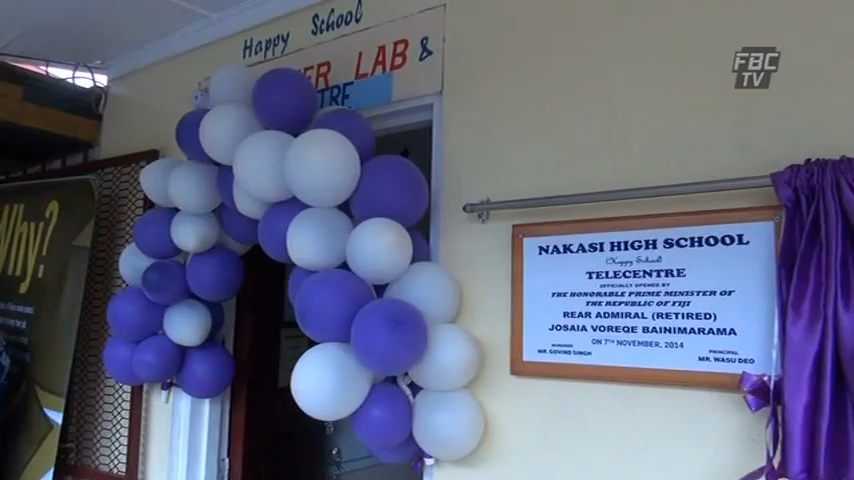 FBC
TV
Happy School
LAB &
Why?
NAKASI HIGH SCHOOL
(Happy School)
TELECENTRE
OFFICIALLY OPENED BY
THE HONORABLE PRIME MINISTER OF
THE REPUBLIC OF FIJI
REAR ADMIRAL (RETIRED)
JOSAIA VOREQE BAINIMARAMA
ON 7TH NOVEMBER, 2014
MANAGER
MR. GOVIND SINGH
PRINCIPAL
MR. WASU DEO